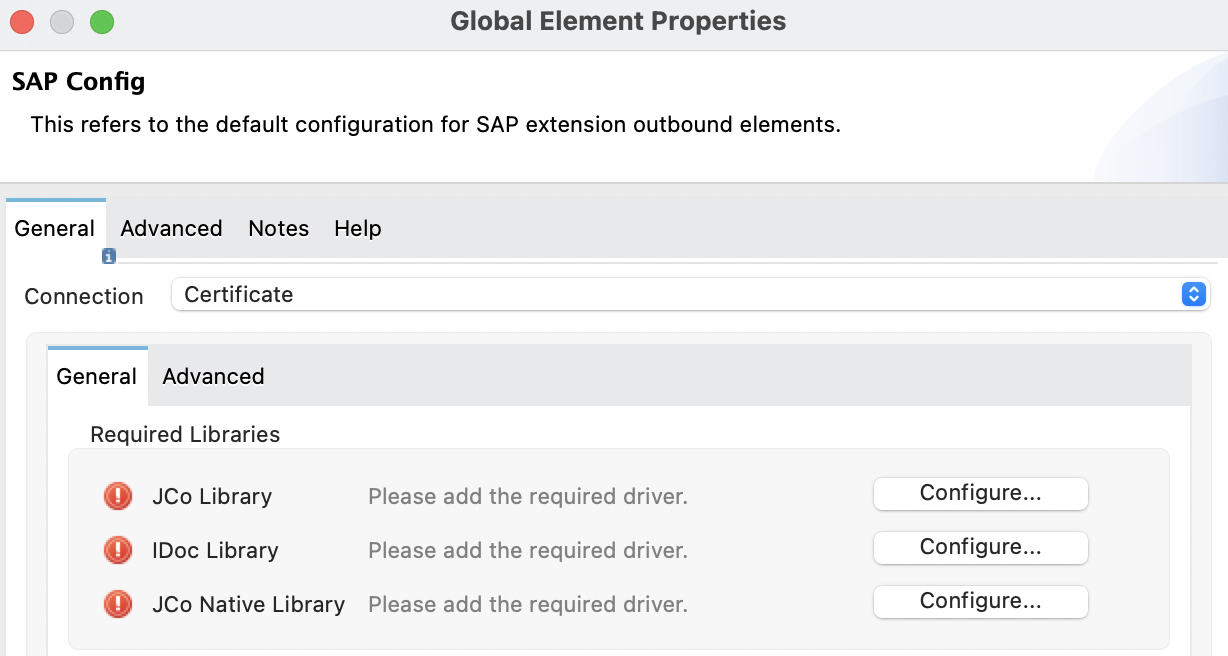 Global Element Properties
SAP Config
This refers to the default configuration for SAP extension outbound elements.
General Advanced Notes Help
i
Connection Certificate
General Advanced
Required Libraries
! JCo Library Please add the required driver. Configure...
! IDoc Library Please add the required driver. Configure...
! JCo Native Library Please add the required driver. Configure...